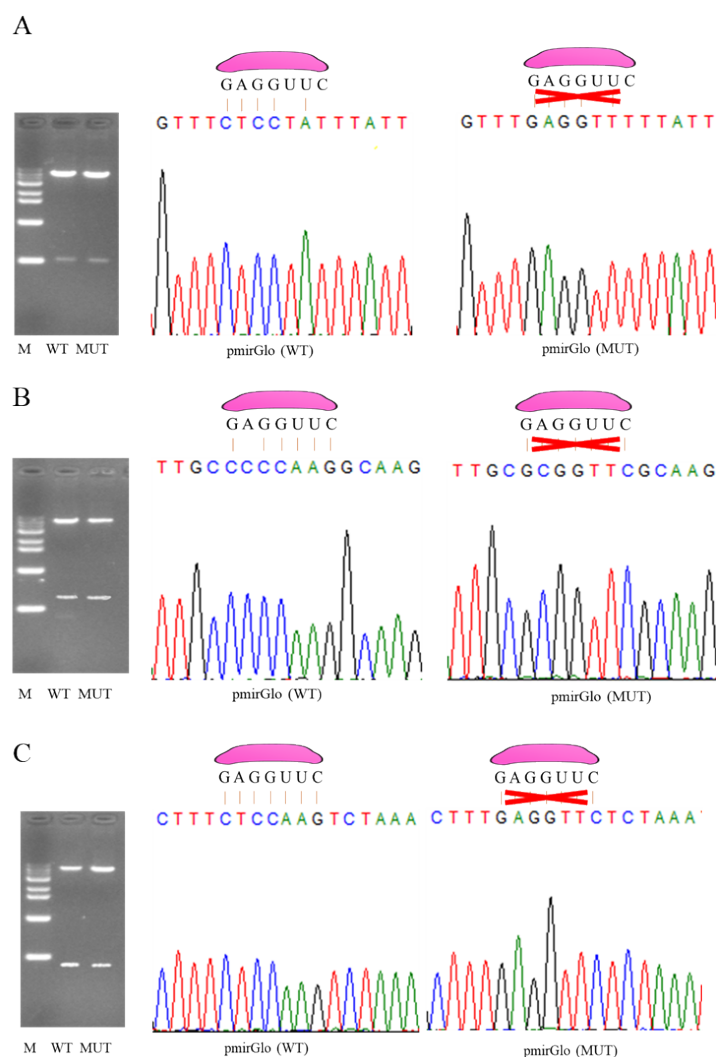 A
GAGGUUC
GAGGUUC
GTTTCTCCTATTTATT
GTTTGAGGTTTTTATT
M WT MUT
pmirGlo (WT)
pmirGlo (MUT)
B
GAGGUUC
GAGGUUC
TTGCCCCCAAGGCAAG
TTGCGCGGTTCGCAAG
M WT MUT
pmirGlo (WT)
pmirGlo (MUT)
C
GAGGUUC
GAGGUUC
CTTTCTCCAAGTCTAAA
CTTTGAGGTTCTCTAAA
M WT MUT
pmirGlo (WT)
pmirGlo (MUT)